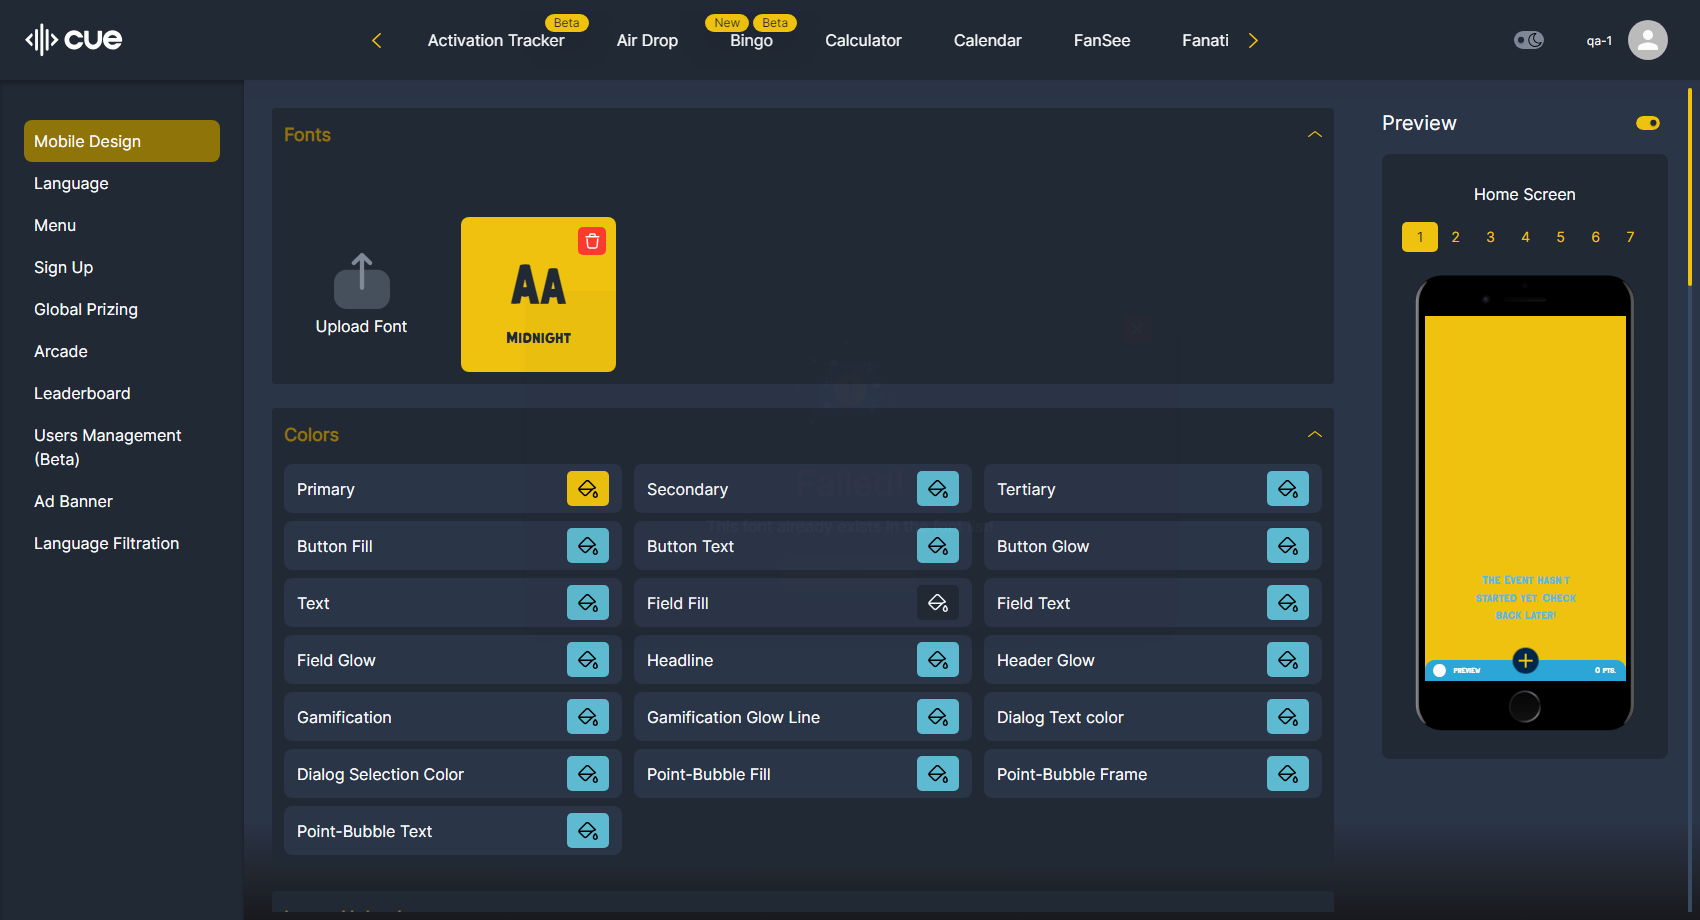 cue
Activation Tracker
Beta
Air Drop
New
Beta
Bingo
Calculator
Calendar
FanSee
Fanati
qa-1
Mobile Design
Language
Menu
Sign Up
Global Prizing
Arcade
Leaderboard
Users Management
(Beta)
Ad Banner
Language Filtration
Fonts
Upload Font
AA
MIDNIGHT
Failed!
This font already exists in the
Colors
Primary
Secondary
Tertiary
Button Fill
Button Text
Button Glow
Text
Field Fill
Field Text
Field Glow
Headline
Header Glow
Gamification
Gamification Glow Line
Dialog Text color
Dialog Selection Color
Point-Bubble Fill
Point-Bubble Frame
Point-Bubble Text
Preview
Home Screen
1 2 3 4 5 6 7
THE EVENT HASN'T
STARTED YET. CHECK
BACK LATER!
PREVIEW
0 PTS.